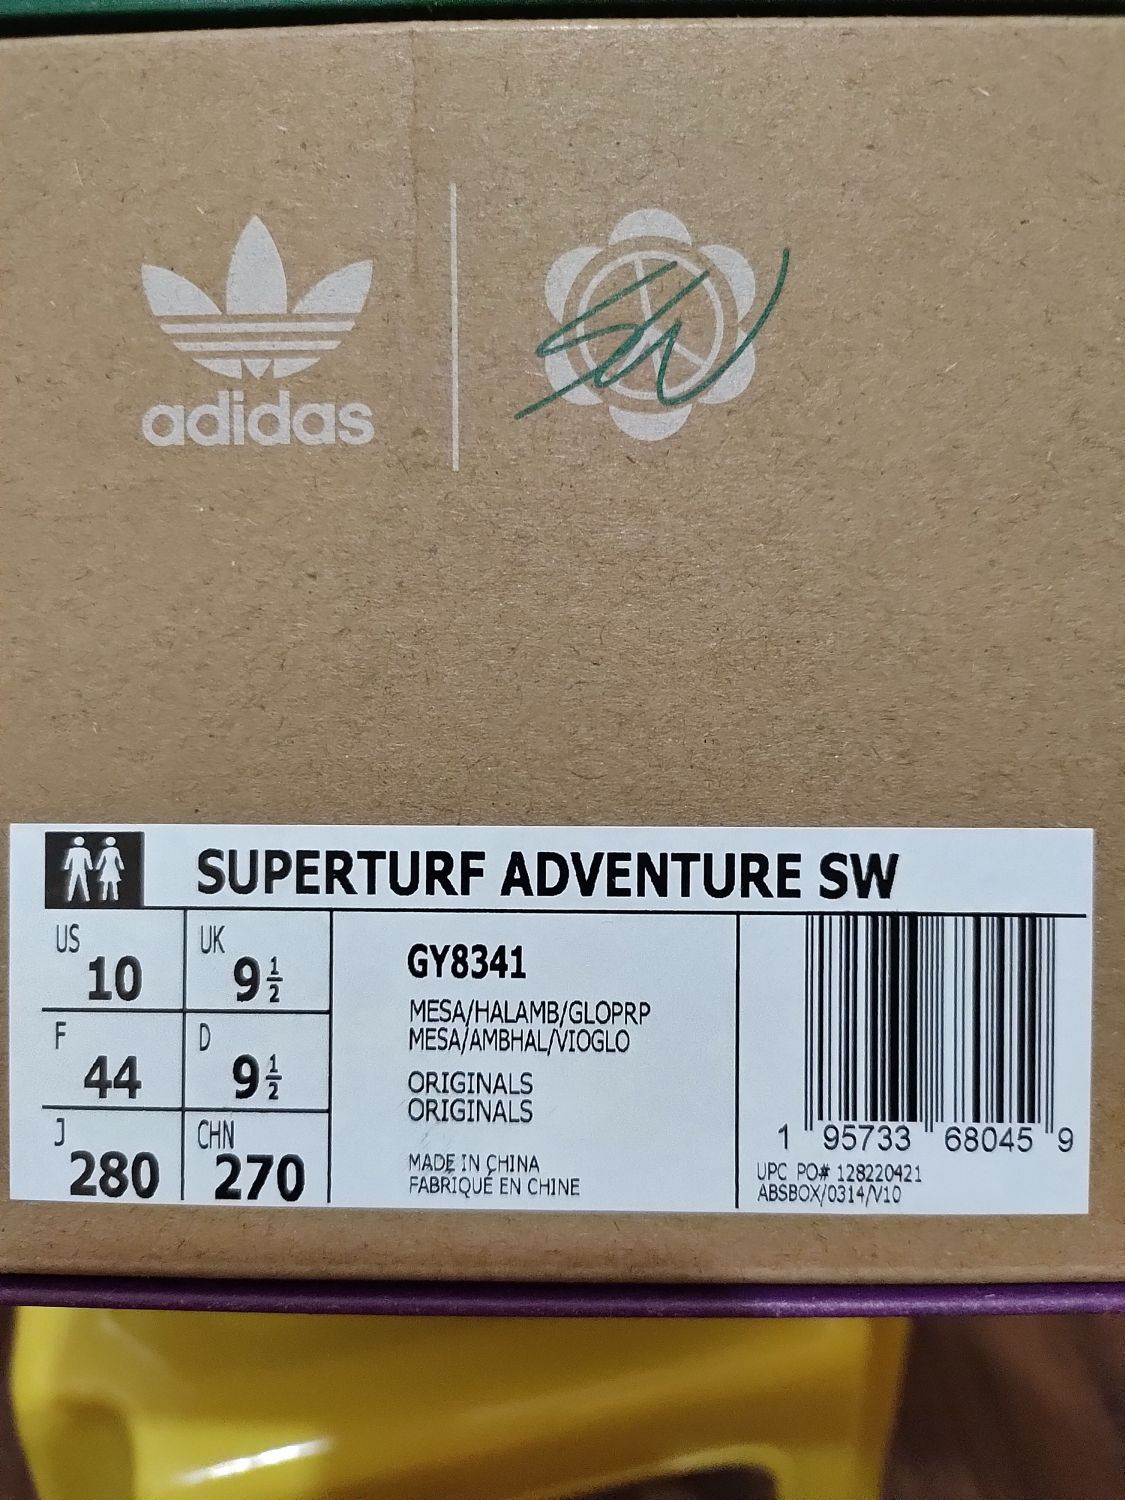 adidas
SW
SUPERTURF ADVENTURE SW
US 10
UK 9 1/2
F 44
D 9 1/2
J 280
CHN 270
GY8341
MESA/HALAMB/GLOPRP
MESA/AMBHAL/VIOGLO
ORIGINALS
ORIGINALS
MADE IN CHINA
FABRIQUÉ EN CHINE
1 95733 68045 9
UPC PO# 128220421
ABSBOX/0314/V10